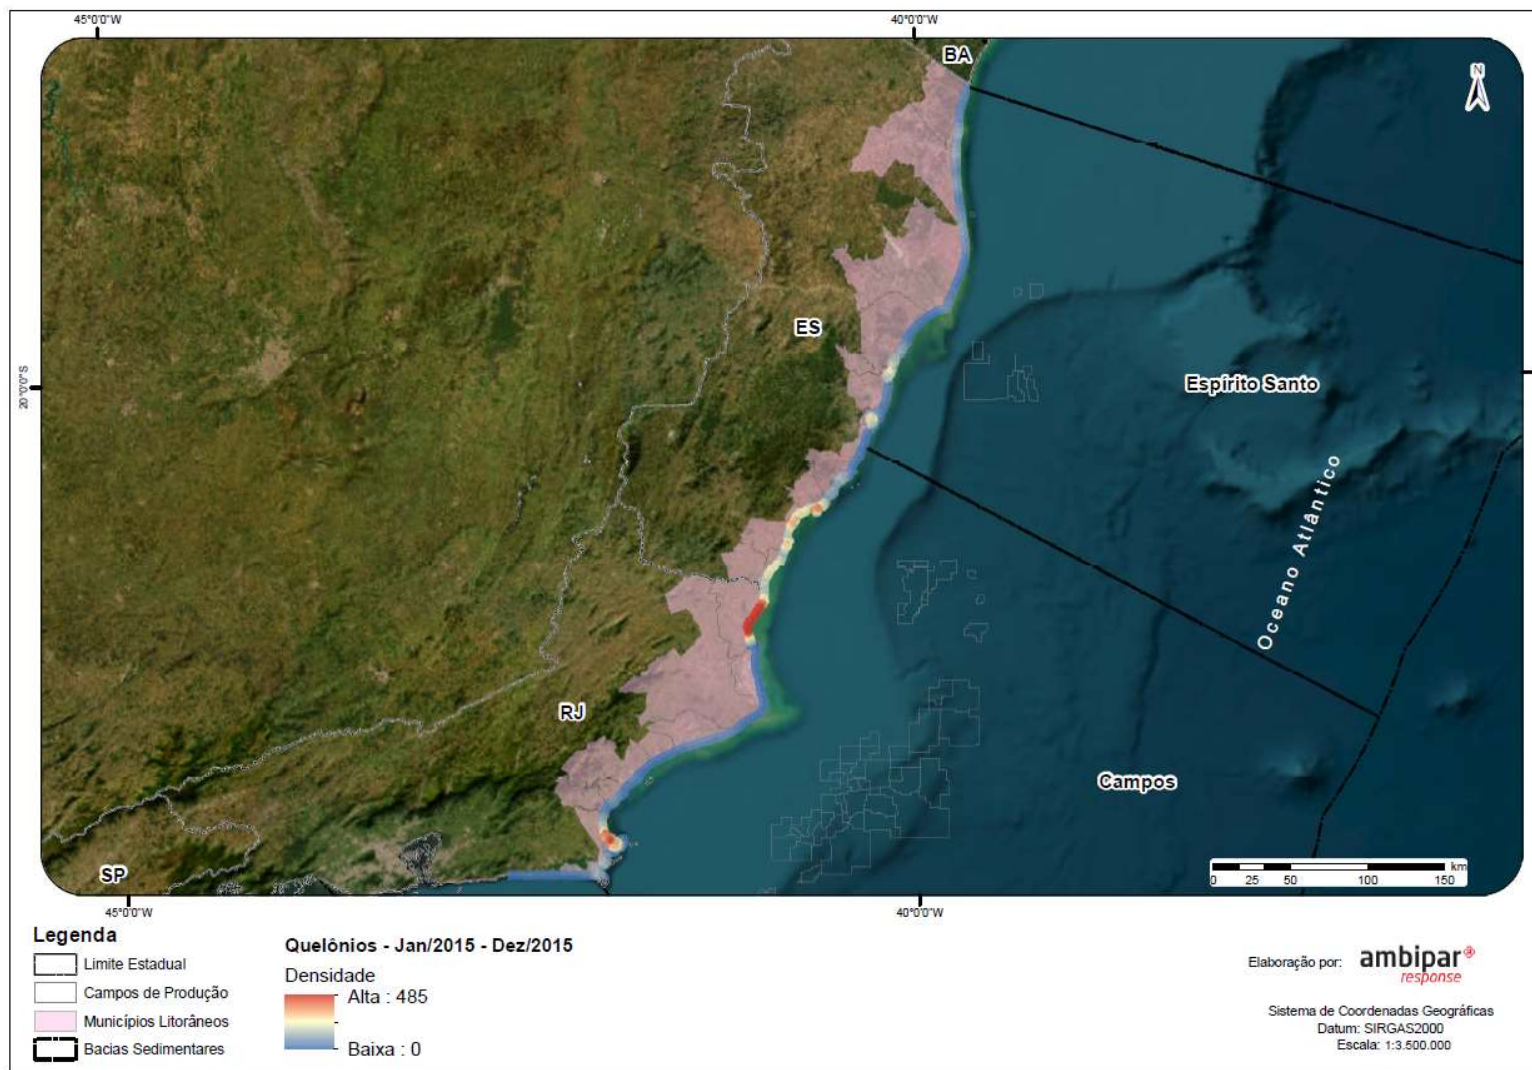 45°0'0"W
40°0'0"W
BA
N
ES
20°0'0"S
Espírito Santo
Oceano Atlântico
RJ
Campos
SP
km
0 25 50 100 150
45°0'0"W
40°0'0"W
Legenda
Limite Estadual
Campos de Produção
Municípios Litorâneos
Bacias Sedimentares
Quelônios - Jan/2015 - Dez/2015
Densidade
Alta : 485
Baixa : 0
Elaboração por: ambipar
response
Sistema de Coordenadas Geográficas
Datum: SIRGAS2000
Escala: 1:3.500.000